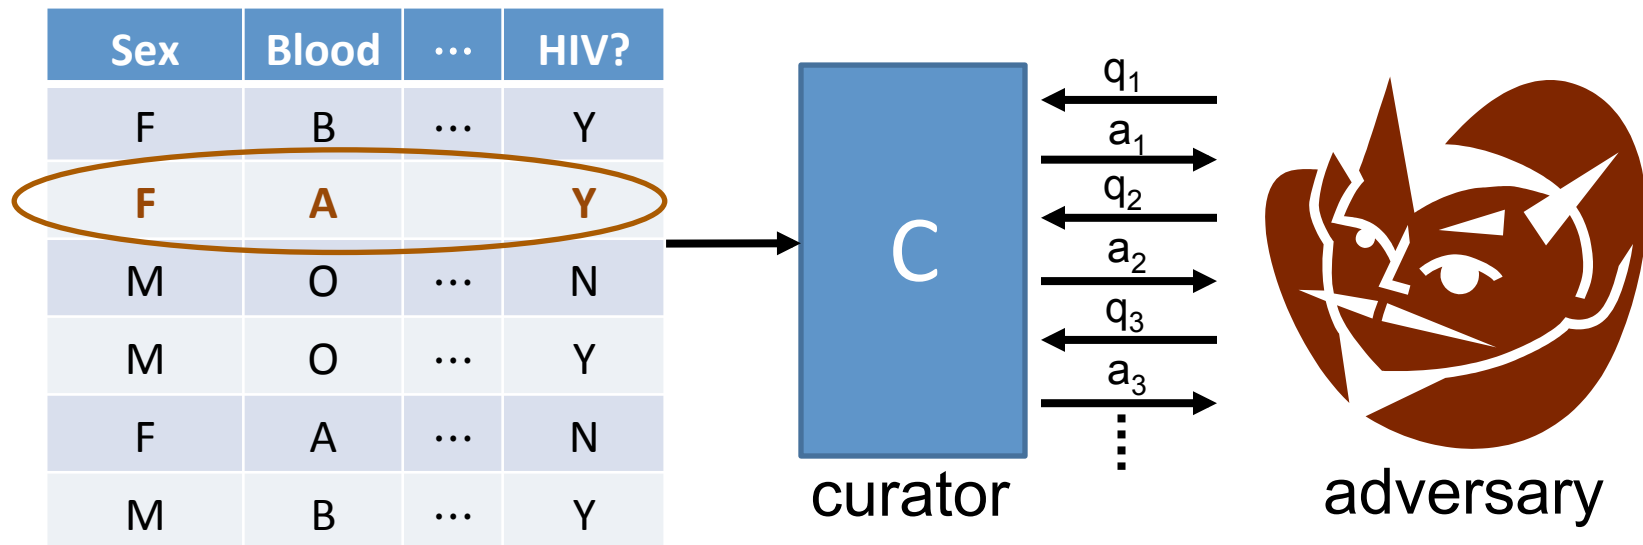 Sex Blood ... HIV?
F B ... Y
F A Y
M O ... N
M O ... Y
F A ... N
M B ... Y
C
curator
q1
a1
q2
a2
q3
a3
adversary